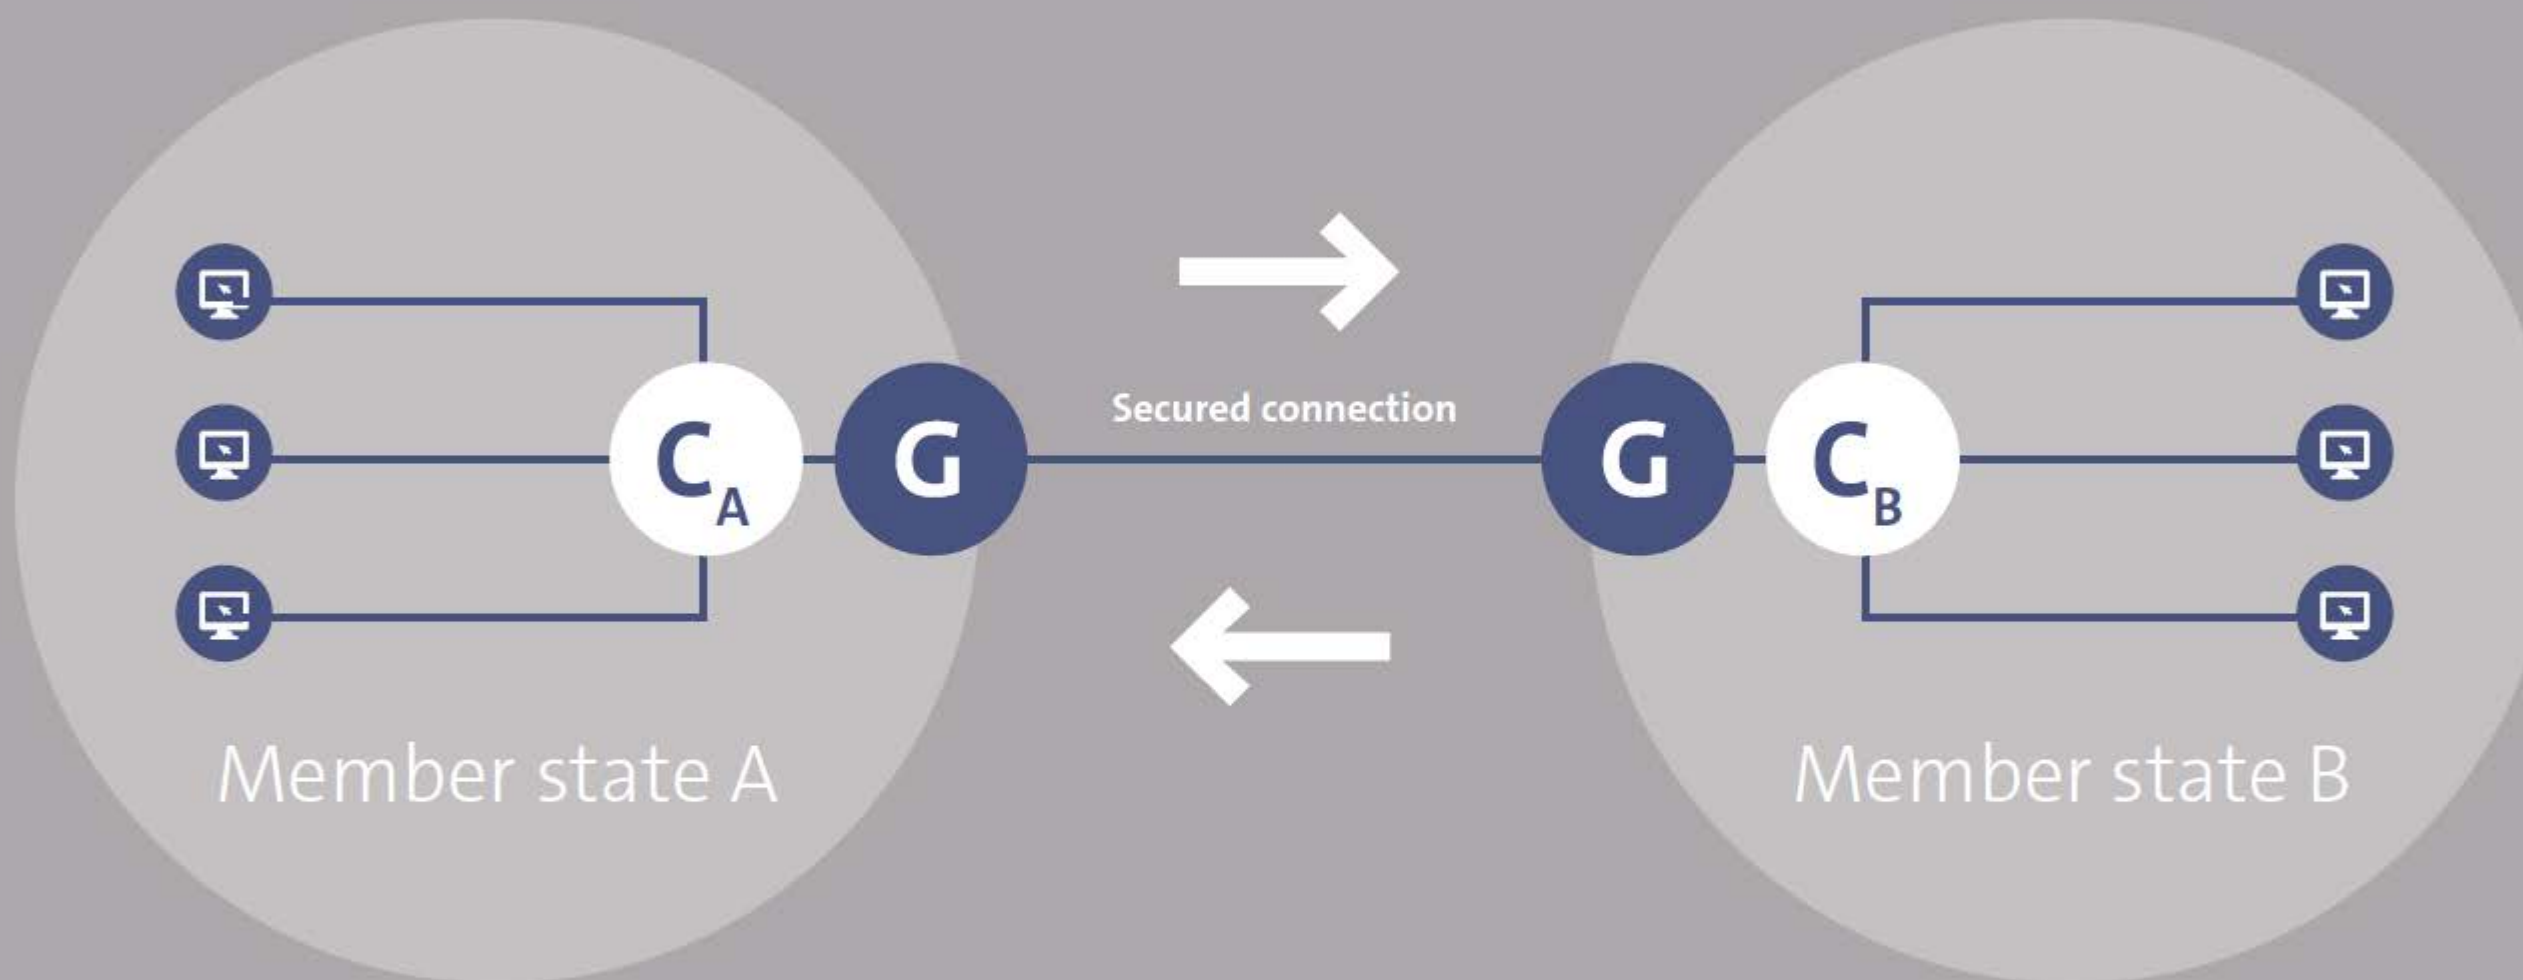 Secured connection
C A
G
G
C B
Member state A
Member state B